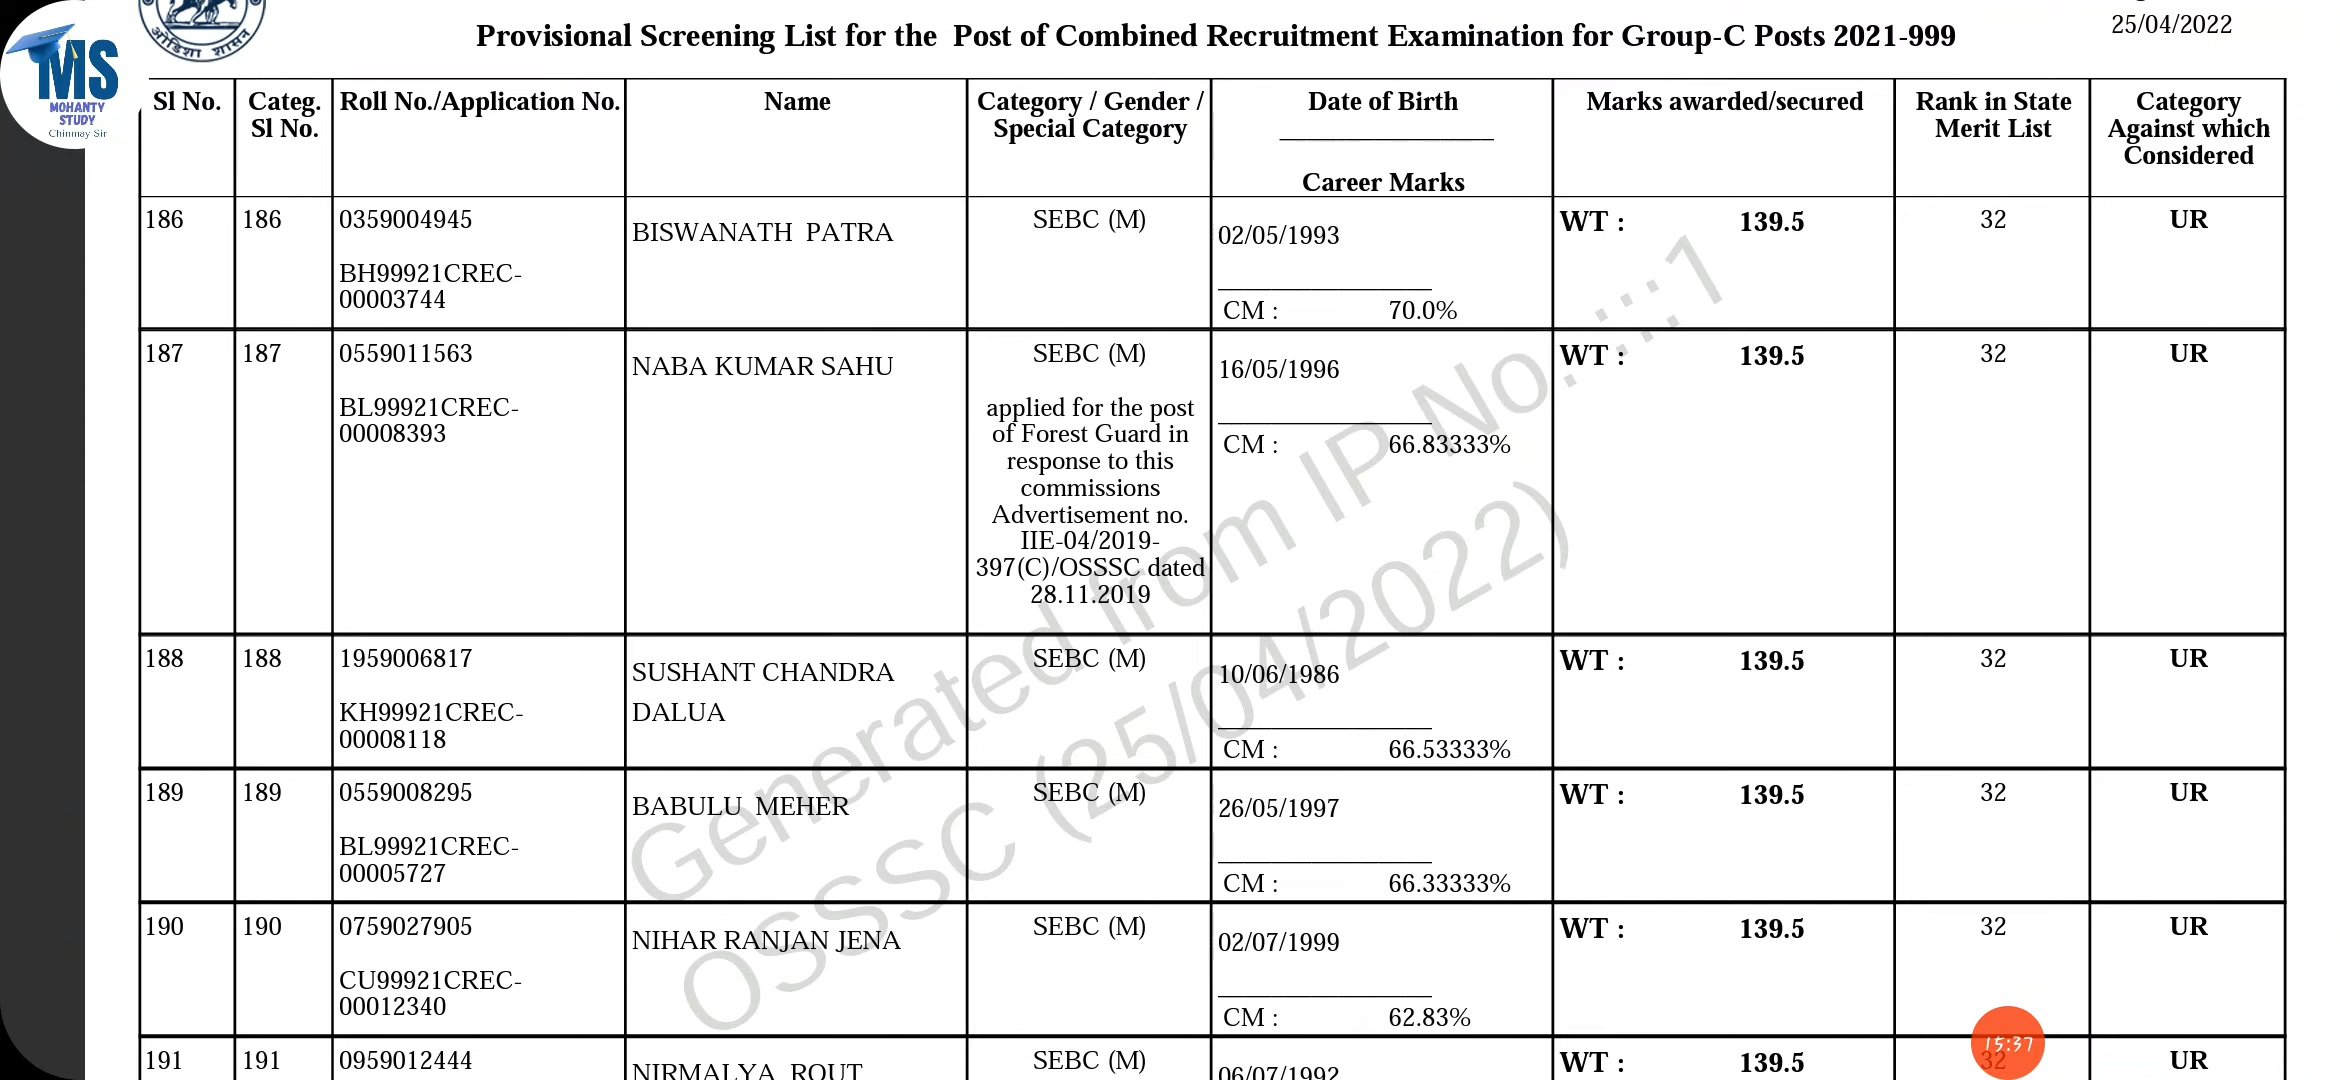 ओडिशा शासन
MS
MOHANTY
STUDY
Chinmay Sir
Provisional Screening List for the Post of Combined Recruitment Examination for Group-C Posts 2021-999
25/04/2022
Sl No.
Categ.
Sl No.
Roll No./Application No.
Name
Category / Gender /
Special Category
Date of Birth
Career Marks
Marks awarded/secured
Rank in State
Merit List
Category
Against which
Considered
186
186
0359004945
BH99921CREC-
00003744
BISWANATH PATRA
SEBC (M)
02/05/1993
CM : 70.0%
WT : 139.5
32
UR
187
187
0559011563
BL99921CREC-
00008393
NABA KUMAR SAHU
SEBC (M)
applied for the post
of Forest Guard in
response to this
commissions
Advertisement no.
IIE-04/2019-
397(C)/OSSSC dated
28.11.2019
16/05/1996
CM : 66.83333%
WT : 139.5
32
UR
188
188
1959006817
KH99921CREC-
00008118
SUSHANT CHANDRA
DALUA
SEBC (M)
10/06/1986
CM : 66.53333%
WT : 139.5
32
UR
189
189
0559008295
BL99921CREC-
00005727
BABULU MEHER
SEBC (M)
26/05/1997
CM : 66.33333%
WT : 139.5
32
UR
190
190
0759027905
CU99921CREC-
00012340
NIHAR RANJAN JENA
SEBC (M)
02/07/1999
CM : 62.83%
WT : 139.5
32
UR
191
191
0959012444
NIRMALYA ROUT
SEBC (M)
06/07/1992
WT : 139.5
32
UR
15:37
Generated from IP No. :::1
OSSSC (25/04/2022)